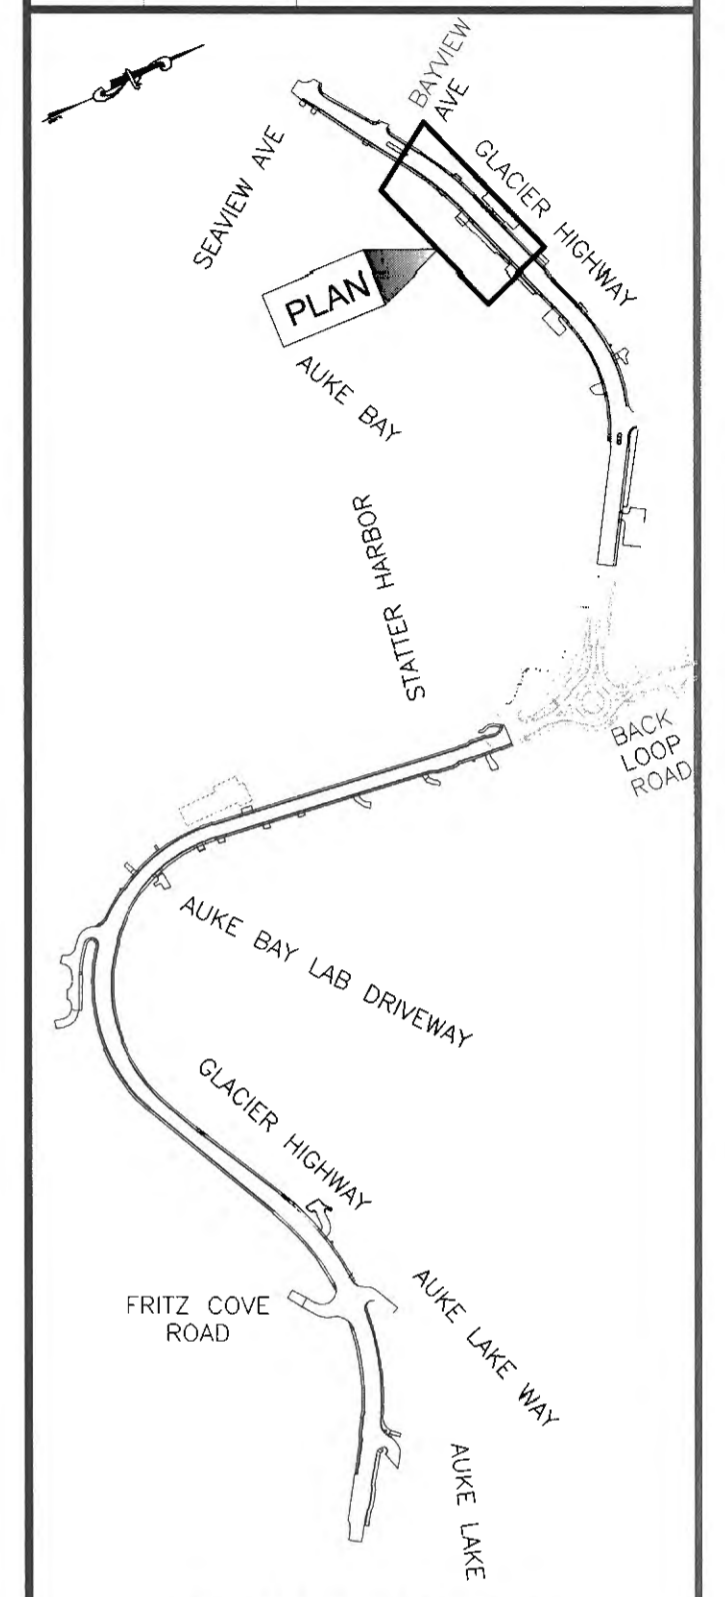 BAYVIEW
AVE
SEAVIEW AVE
GLACIER HIGHWAY
PLAN
AUKE BAY
STATTER HARBOR
BACK
LOOP
ROAD
AUKE BAY LAB DRIVEWAY
GLACIER HIGHWAY
FRITZ COVE
ROAD
AUKE LAKE WAY
AUKE LAKE